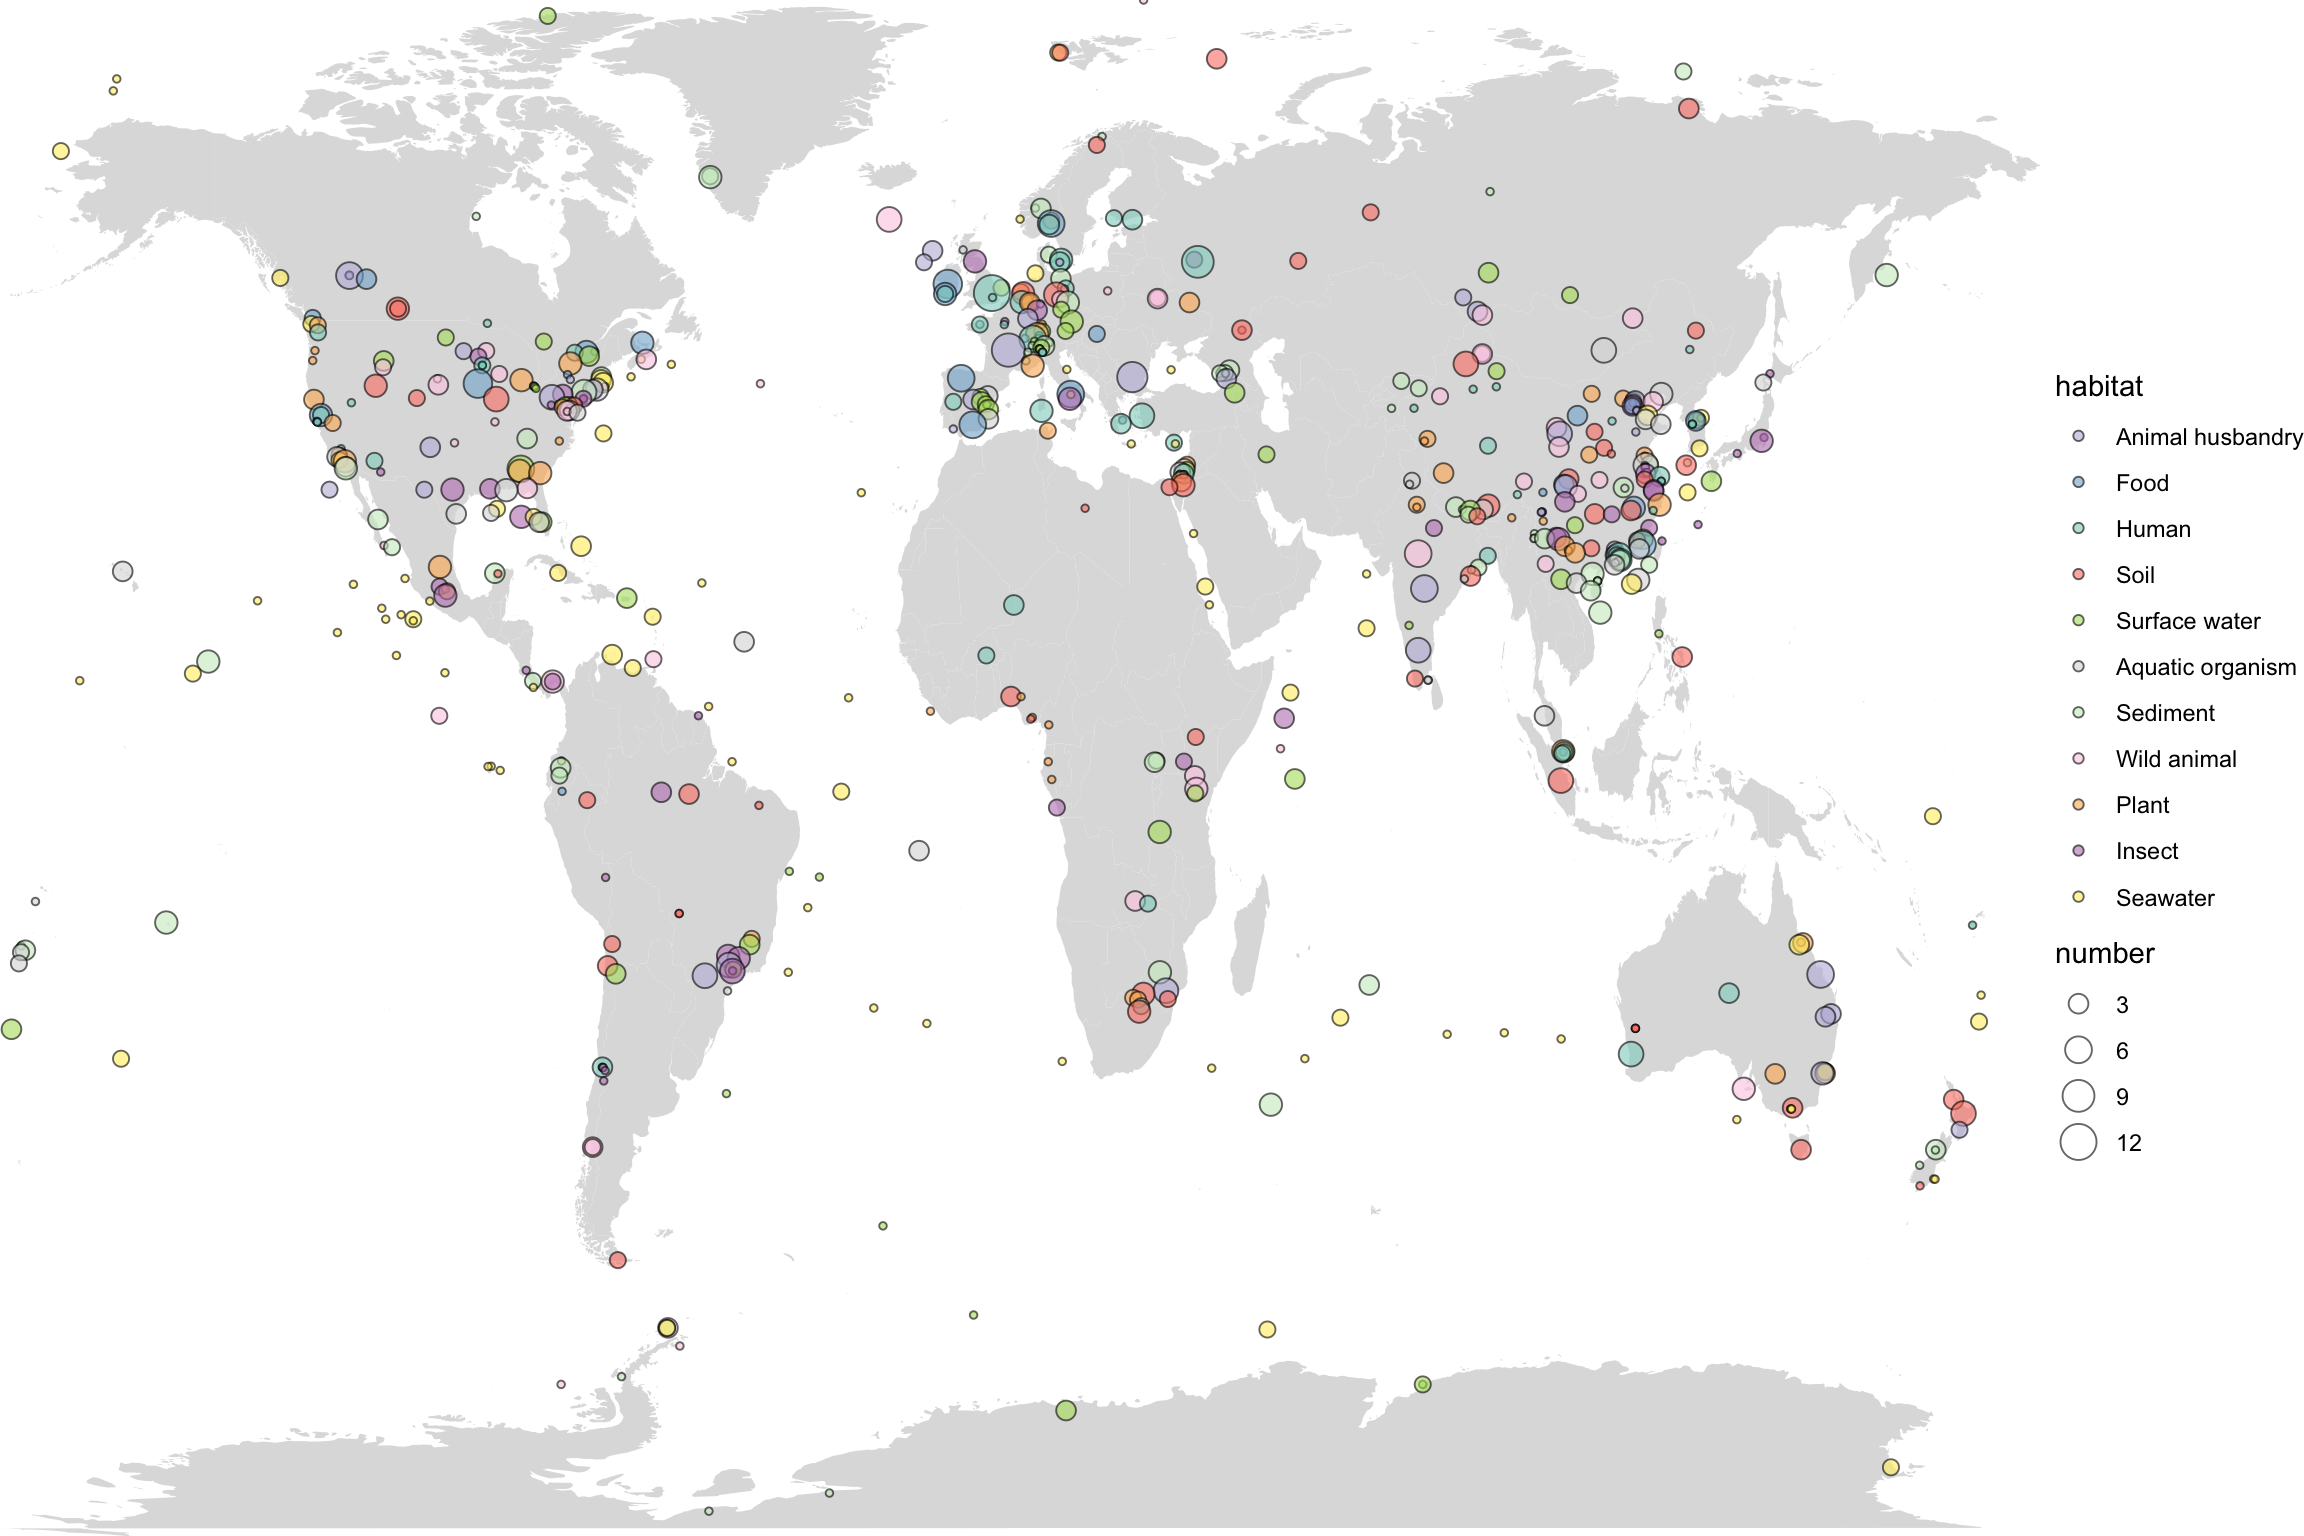 habitat
Animal husbandry
Food
Human
Soil
Surface water
Aquatic organism
Sediment
Wild animal
Plant
Insect
Seawater
number
3
6
9
12